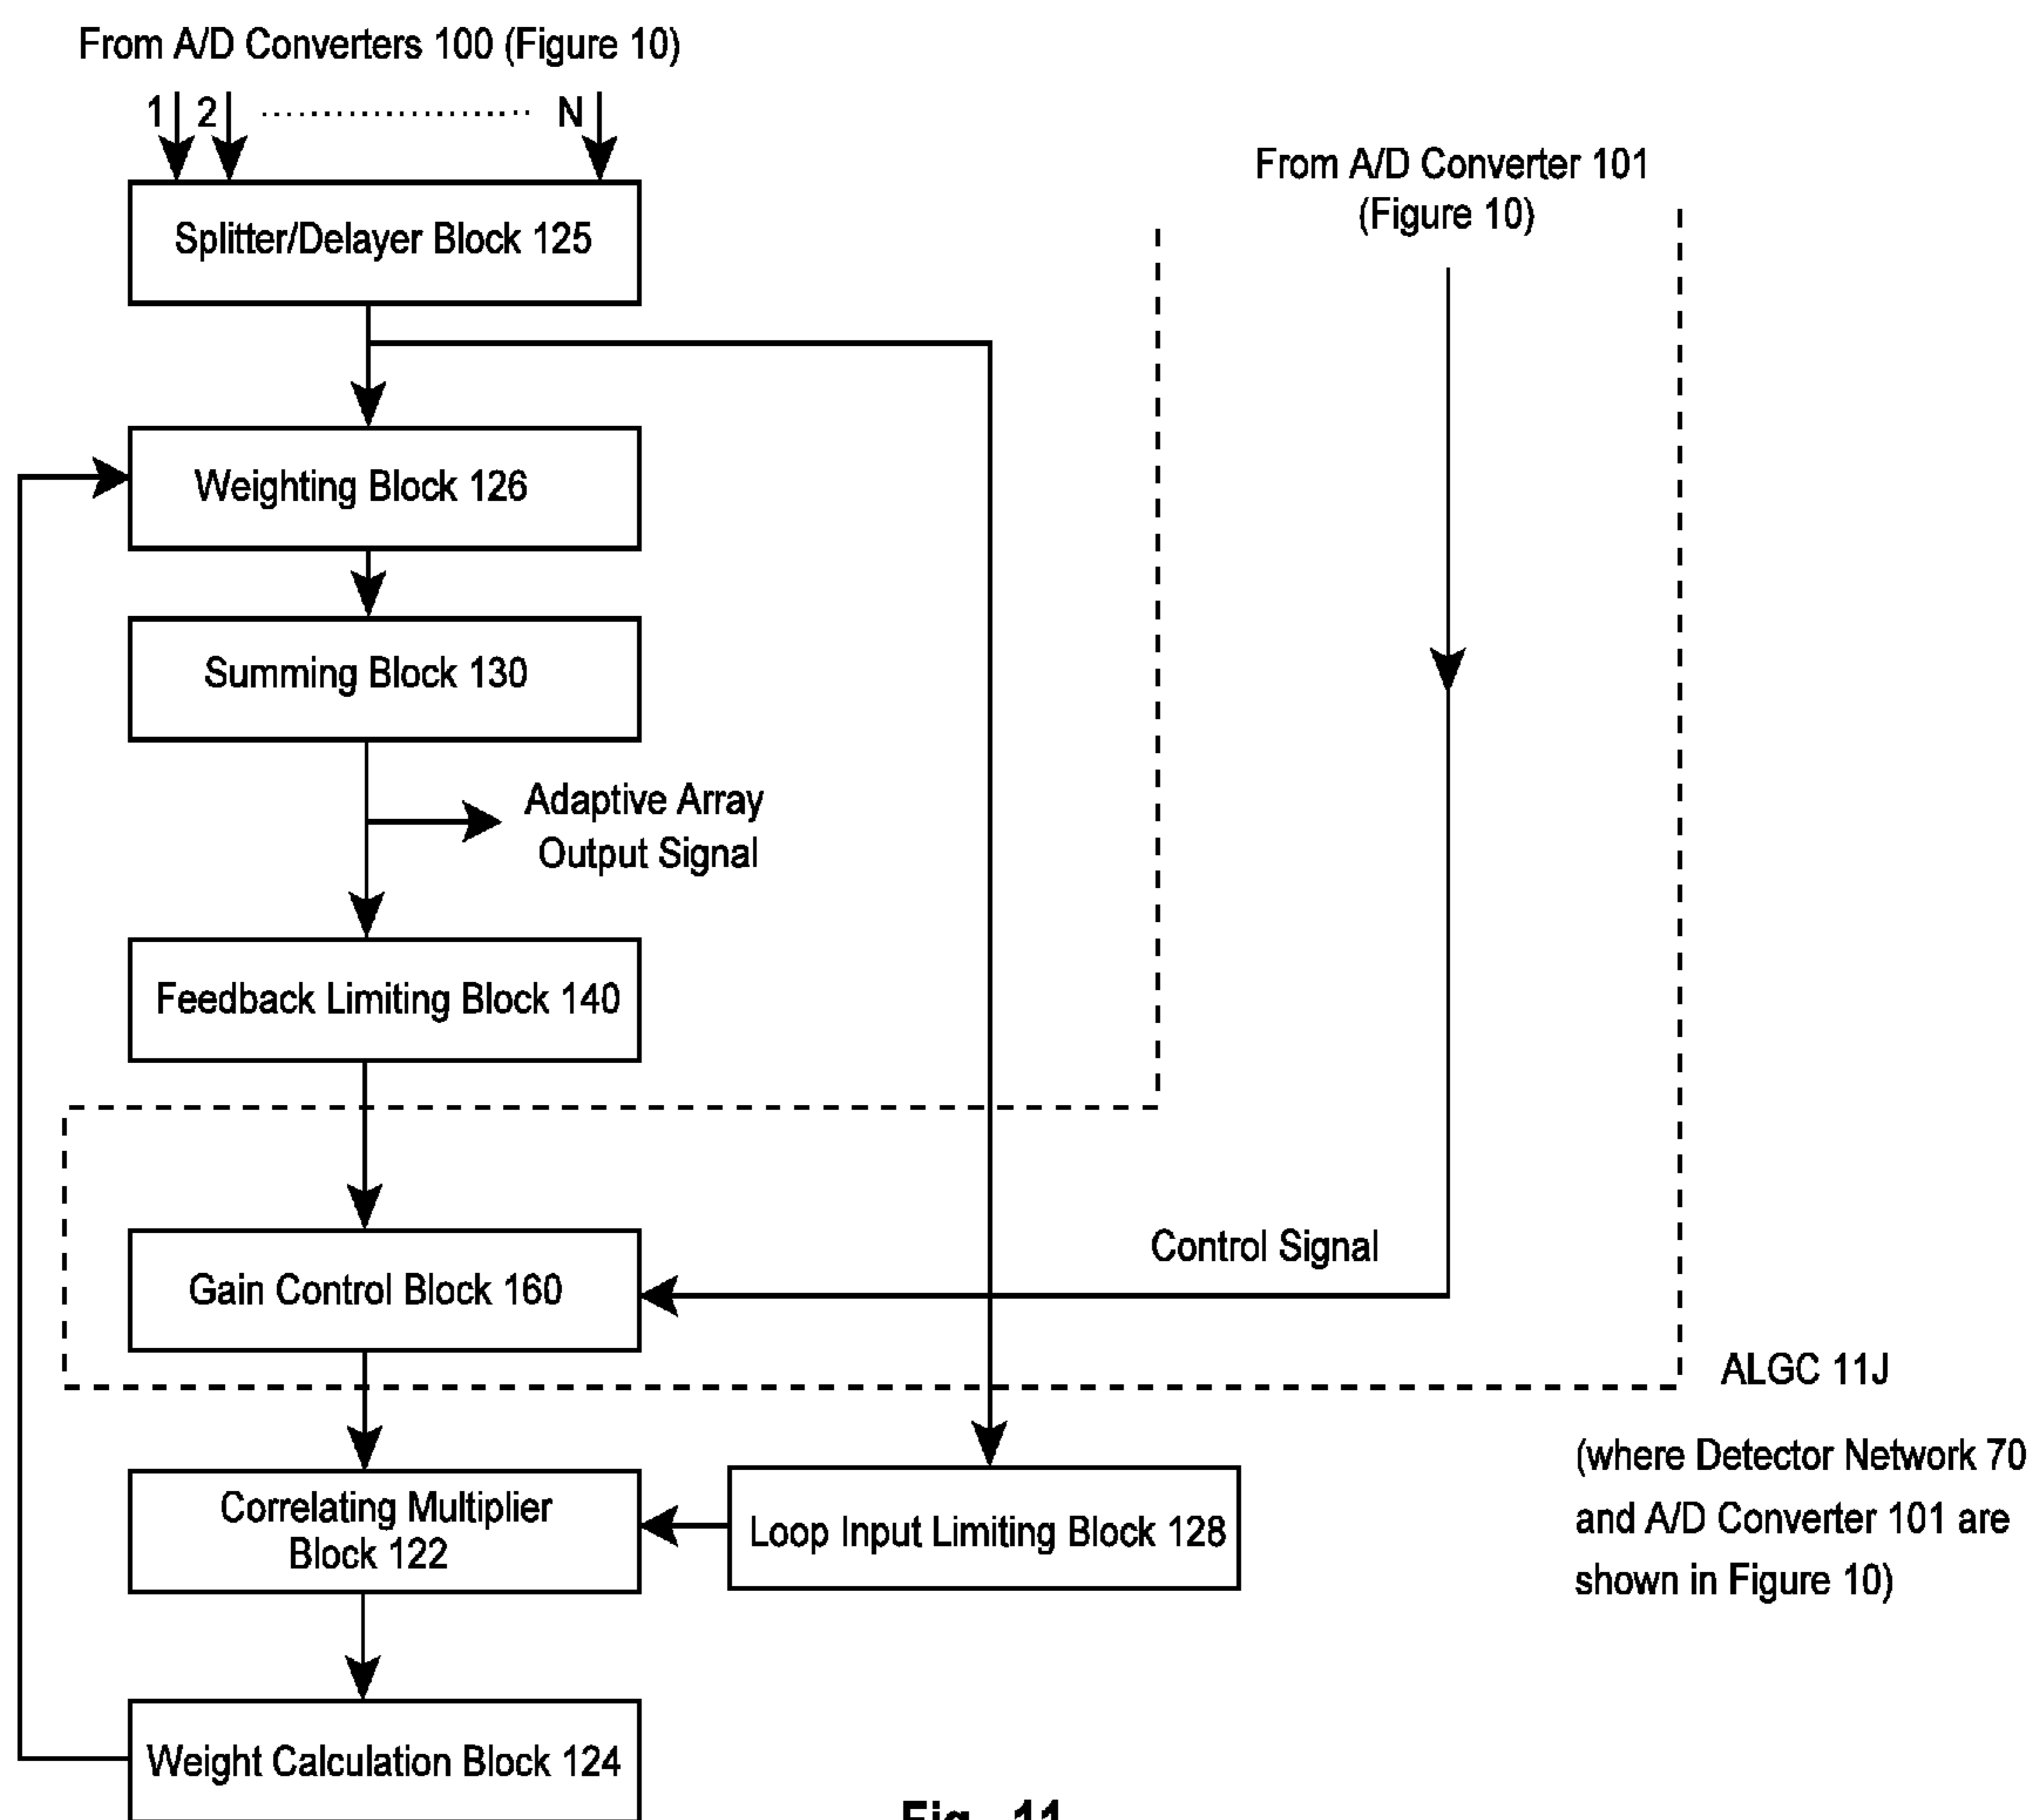 From A/D Converters 100 (Figure 10)
1 2 N
From A/D Converter 101
(Figure 10)
Splitter/Delayer Block 125
Weighting Block 126
Summing Block 130
Adaptive Array
Output Signal
Feedback Limiting Block 140
Control Signal
Gain Control Block 160
ALGC 11J
(where Detector Network 70
and A/D Converter 101 are
shown in Figure 10)
Correlating Multiplier
Block 122
Loop Input Limiting Block 128
Weight Calculation Block 124
Fig. 11